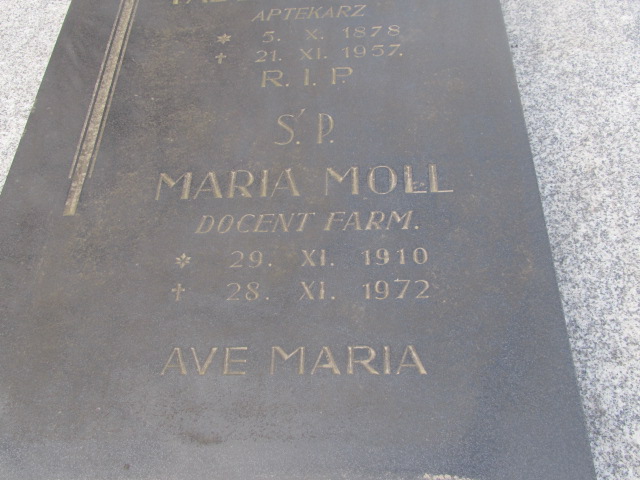 APTEKARZ
* 5. X. 1878
† 21. XI. 1957.
R. I. P.
Ś. P.
MARIA MOLL
DOCENT FARM.
* 29. XI. 1910
† 28. XI. 1972
AVE MARIA